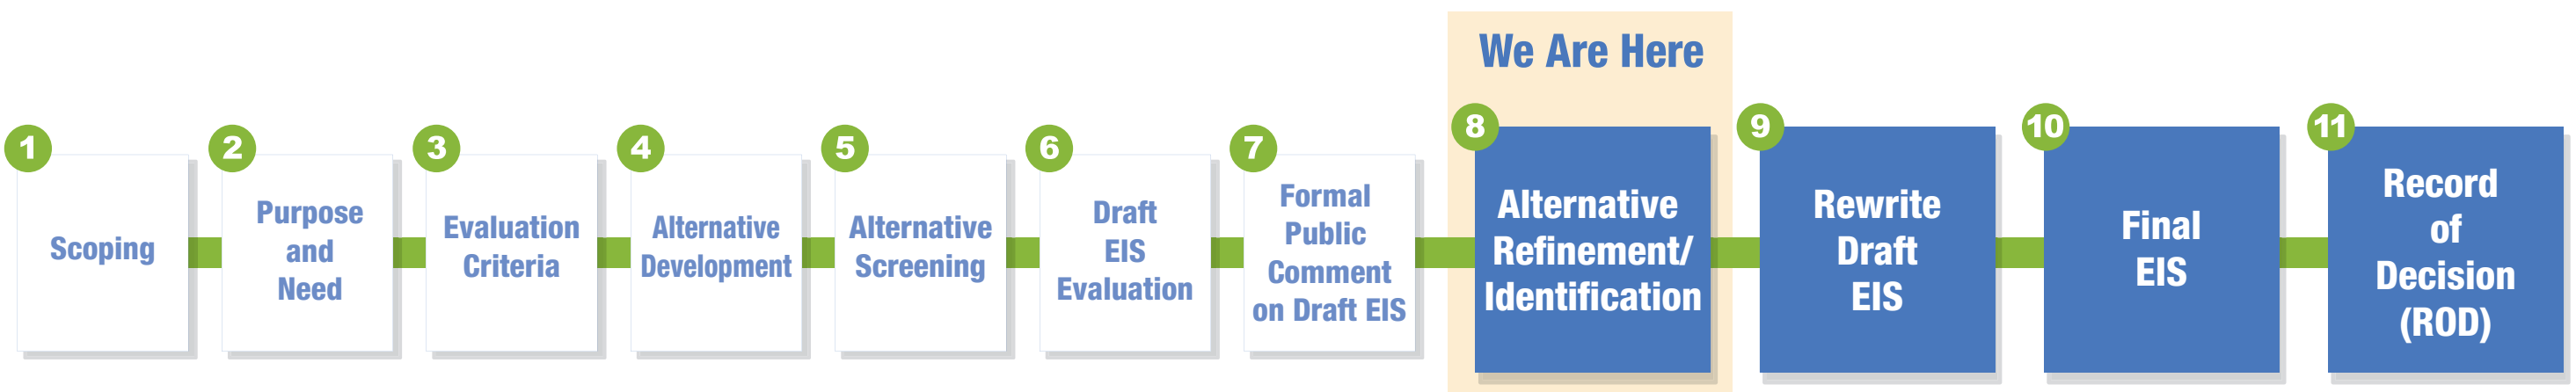 We Are Here
1
Scoping
2
Purpose
and
Need
3
Evaluation
Criteria
4
Alternative
Development
5
Alternative
Screening
6
Draft
EIS
Evaluation
7
Formal
Public
Comment
on Draft EIS
8
Alternative
Refinement/
Identification
9
Rewrite
Draft
EIS
10
Final
EIS
11
Record
of
Decision
(ROD)